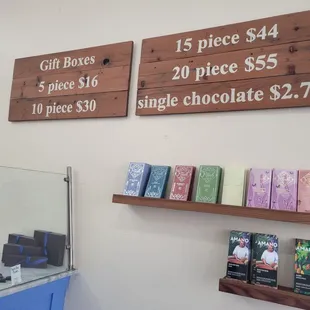 Gift Boxes
5 piece $16
10 piece $30
15 piece $44
20 piece $55
single chocolate $2.7
AMANO
AMANO